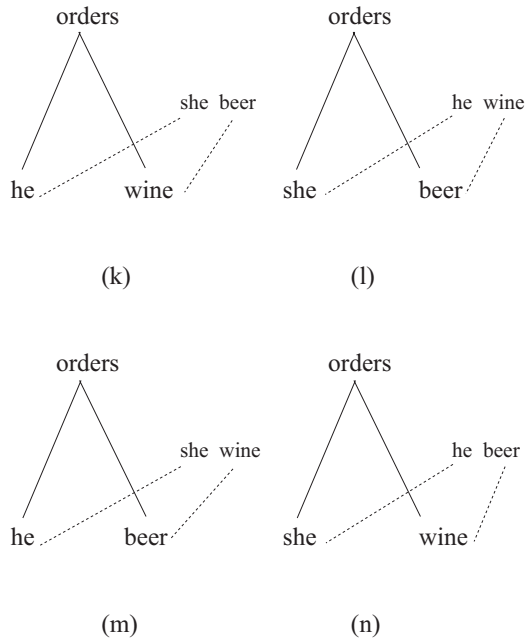 orders orders
she beer he wine
he wine she beer
(k) (l)
orders orders
she wine he beer
he beer she wine
(m) (n)